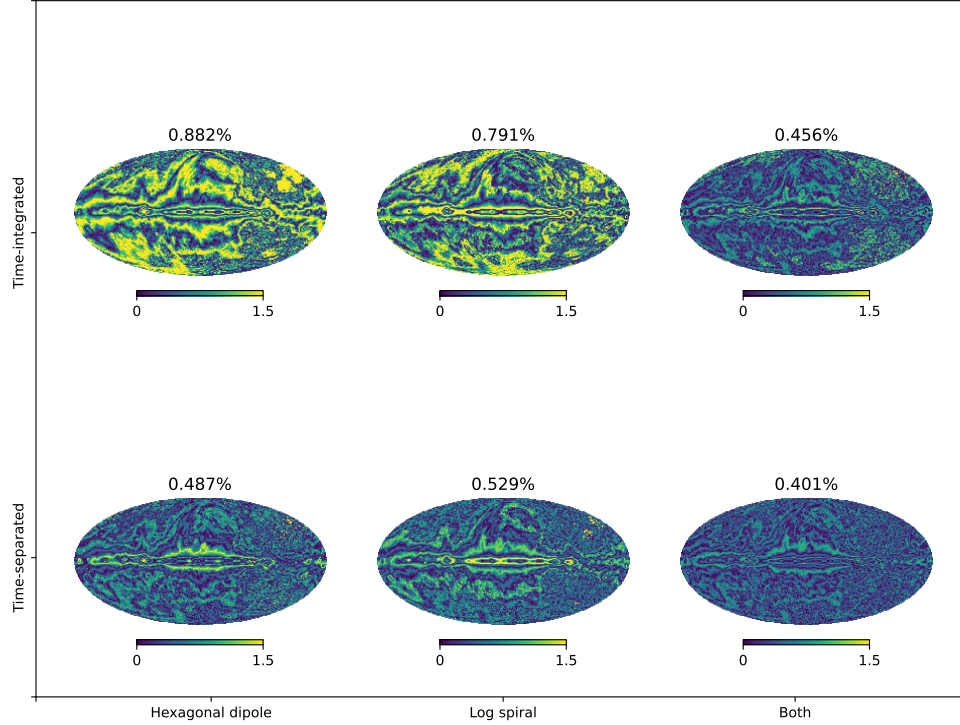 0.882%
0.791%
0.456%
Time-integrated
0 1.5
0 1.5
0 1.5
0.487%
0.529%
0.401%
Time-separated
0 1.5
0 1.5
0 1.5
Hexagonal dipole
Log spiral
Both